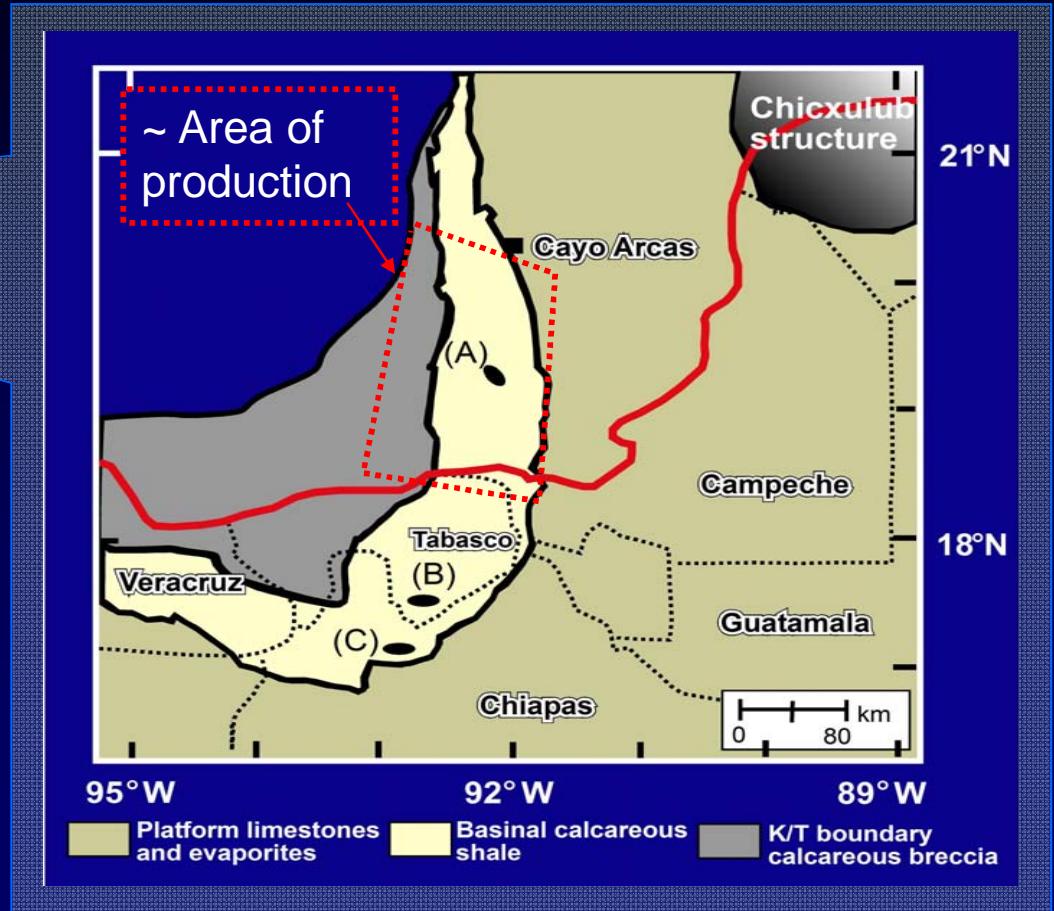 ~ Area of
production
Chicxulub
structure
21°N
Cayo Arcas
(A)
Campeche
Tabasco
18°N
Veracruz
(B)
Guatamala
(C)
Chiapas
km
0 80
95°W 92°W 89°W
Platform limestones
and evaporites
Basinal calcareous
shale
K/T boundary
calcareous breccia